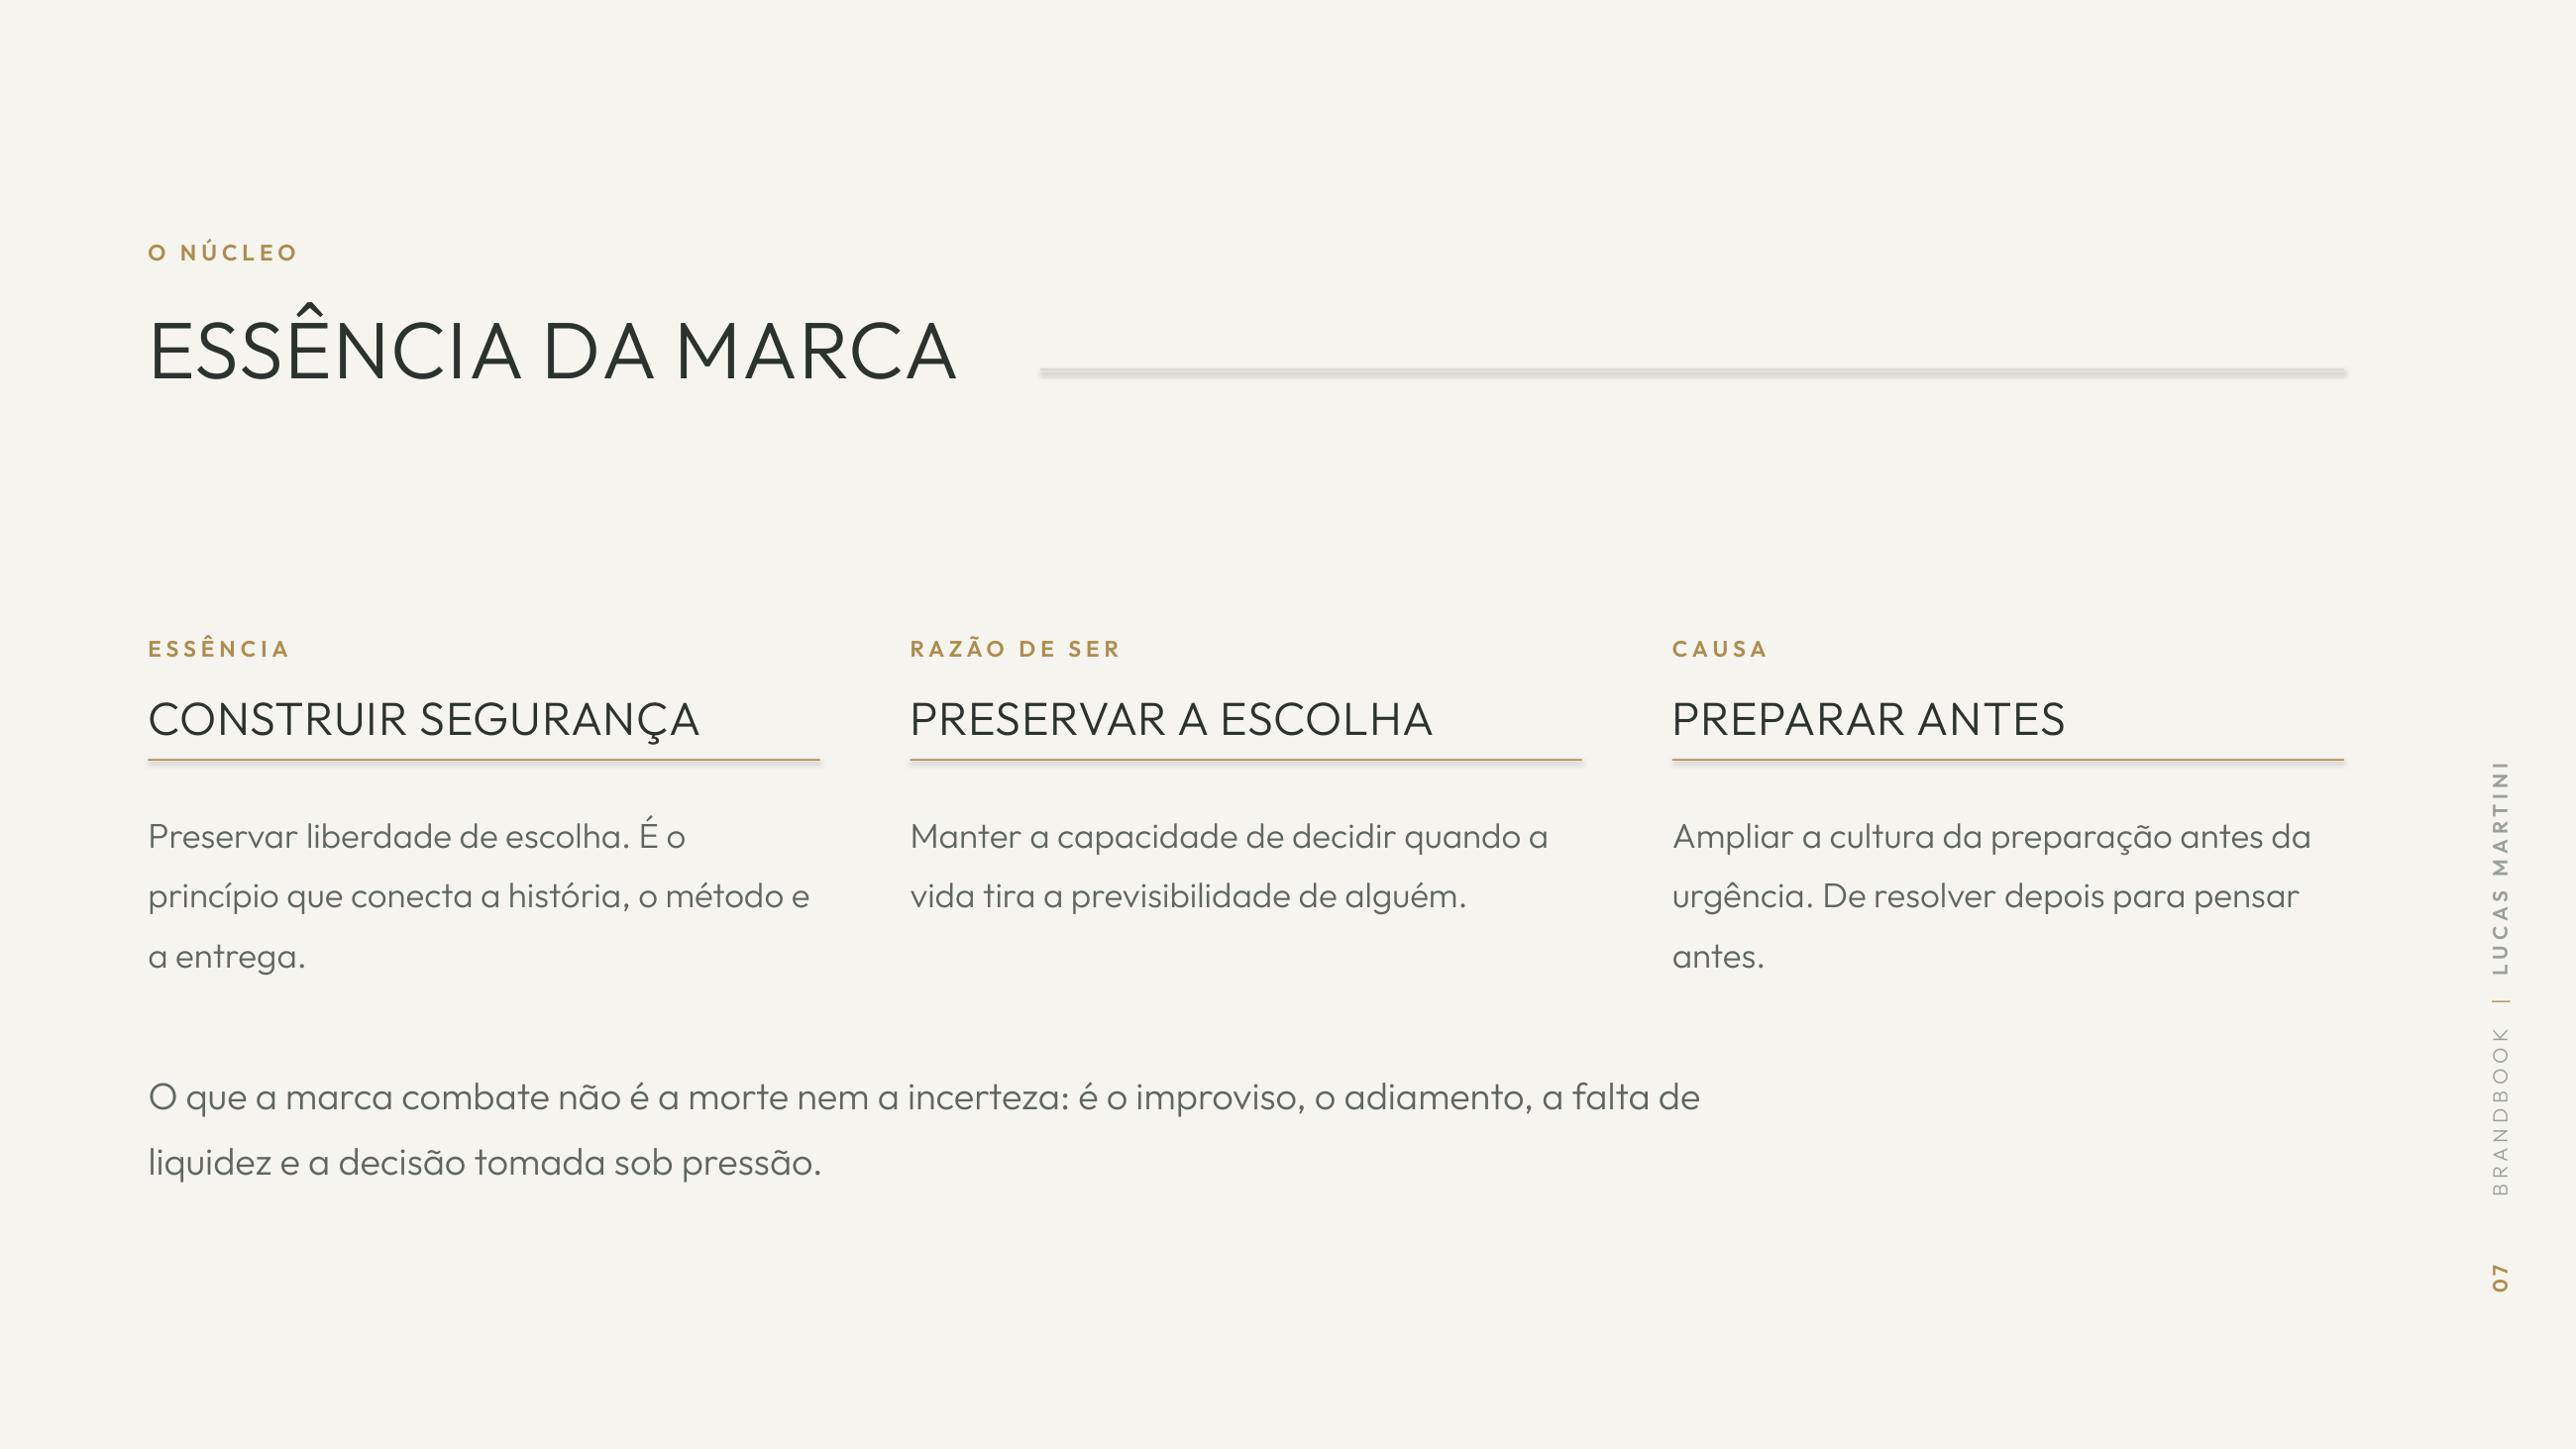 O NÚCLEO
ESSÊNCIA DA MARCA
ESSÊNCIA
CONSTRUIR SEGURANÇA
Preservar liberdade de escolha. É o
princípio que conecta a história, o método e
a entrega.
RAZÃO DE SER
PRESERVAR A ESCOLHA
Manter a capacidade de decidir quando a
vida tira a previsibilidade de alguém.
CAUSA
PREPARAR ANTES
Ampliar a cultura da preparação antes da
urgência. De resolver depois para pensar
antes.
O que a marca combate não é a morte nem a incerteza: é o improviso, o adiamento, a falta de
liquidez e a decisão tomada sob pressão.
07 BRANDBOOK | LUCAS MARTINI